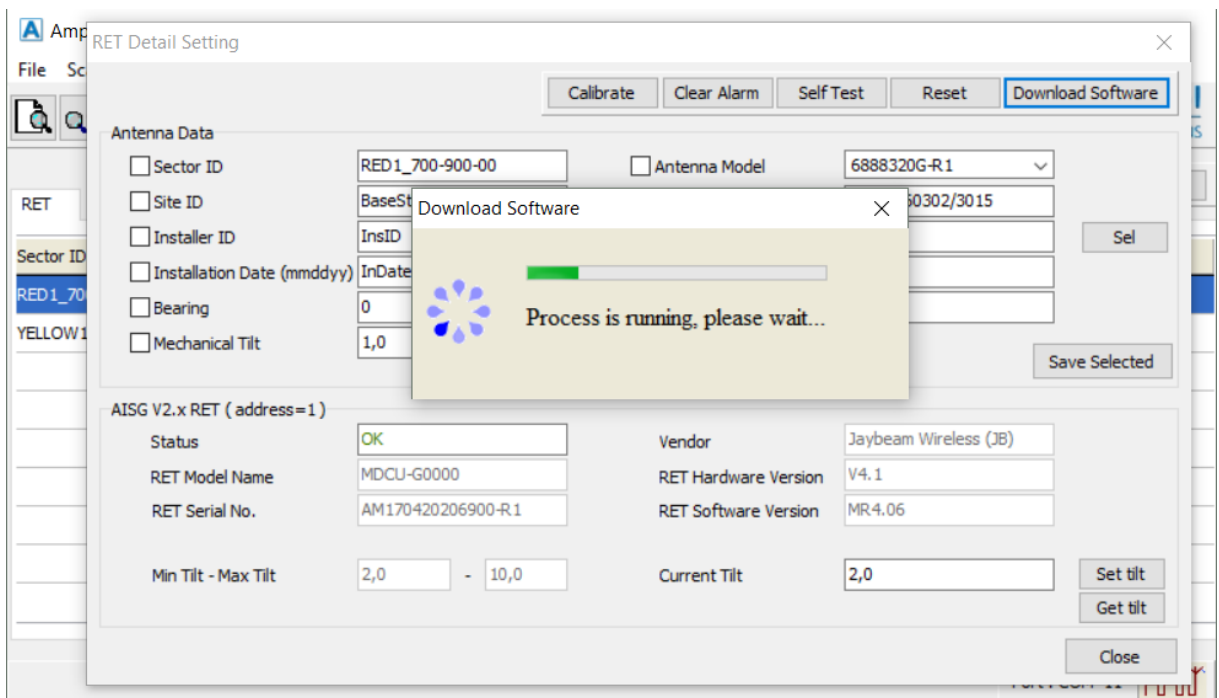 Amp
RET Detail Setting
File Sc
Calibrate Clear Alarm Self Test Reset Download Software
Antenna Data
Sector ID RED1_700-900-00 Antenna Model 6888320G-R1
RET Site ID BaseSt 0302/3015
Download Software
Installer ID InsID Sel
Sector ID
Installation Date (mmddyy) InDate
RED1_70
Bearing 0
Process is running, please wait...
YELLOW1 Mechanical Tilt 1,0
Save Selected
AISG V2.x RET ( address=1 )
Status OK Vendor Jaybeam Wireless (JB)
RET Model Name MDCU-G0000 RET Hardware Version V4.1
RET Serial No. AM170420206900-R1 RET Software Version MR4.06
Min Tilt - Max Tilt 2,0 - 10,0 Current Tilt 2,0 Set tilt
Get tilt
Close